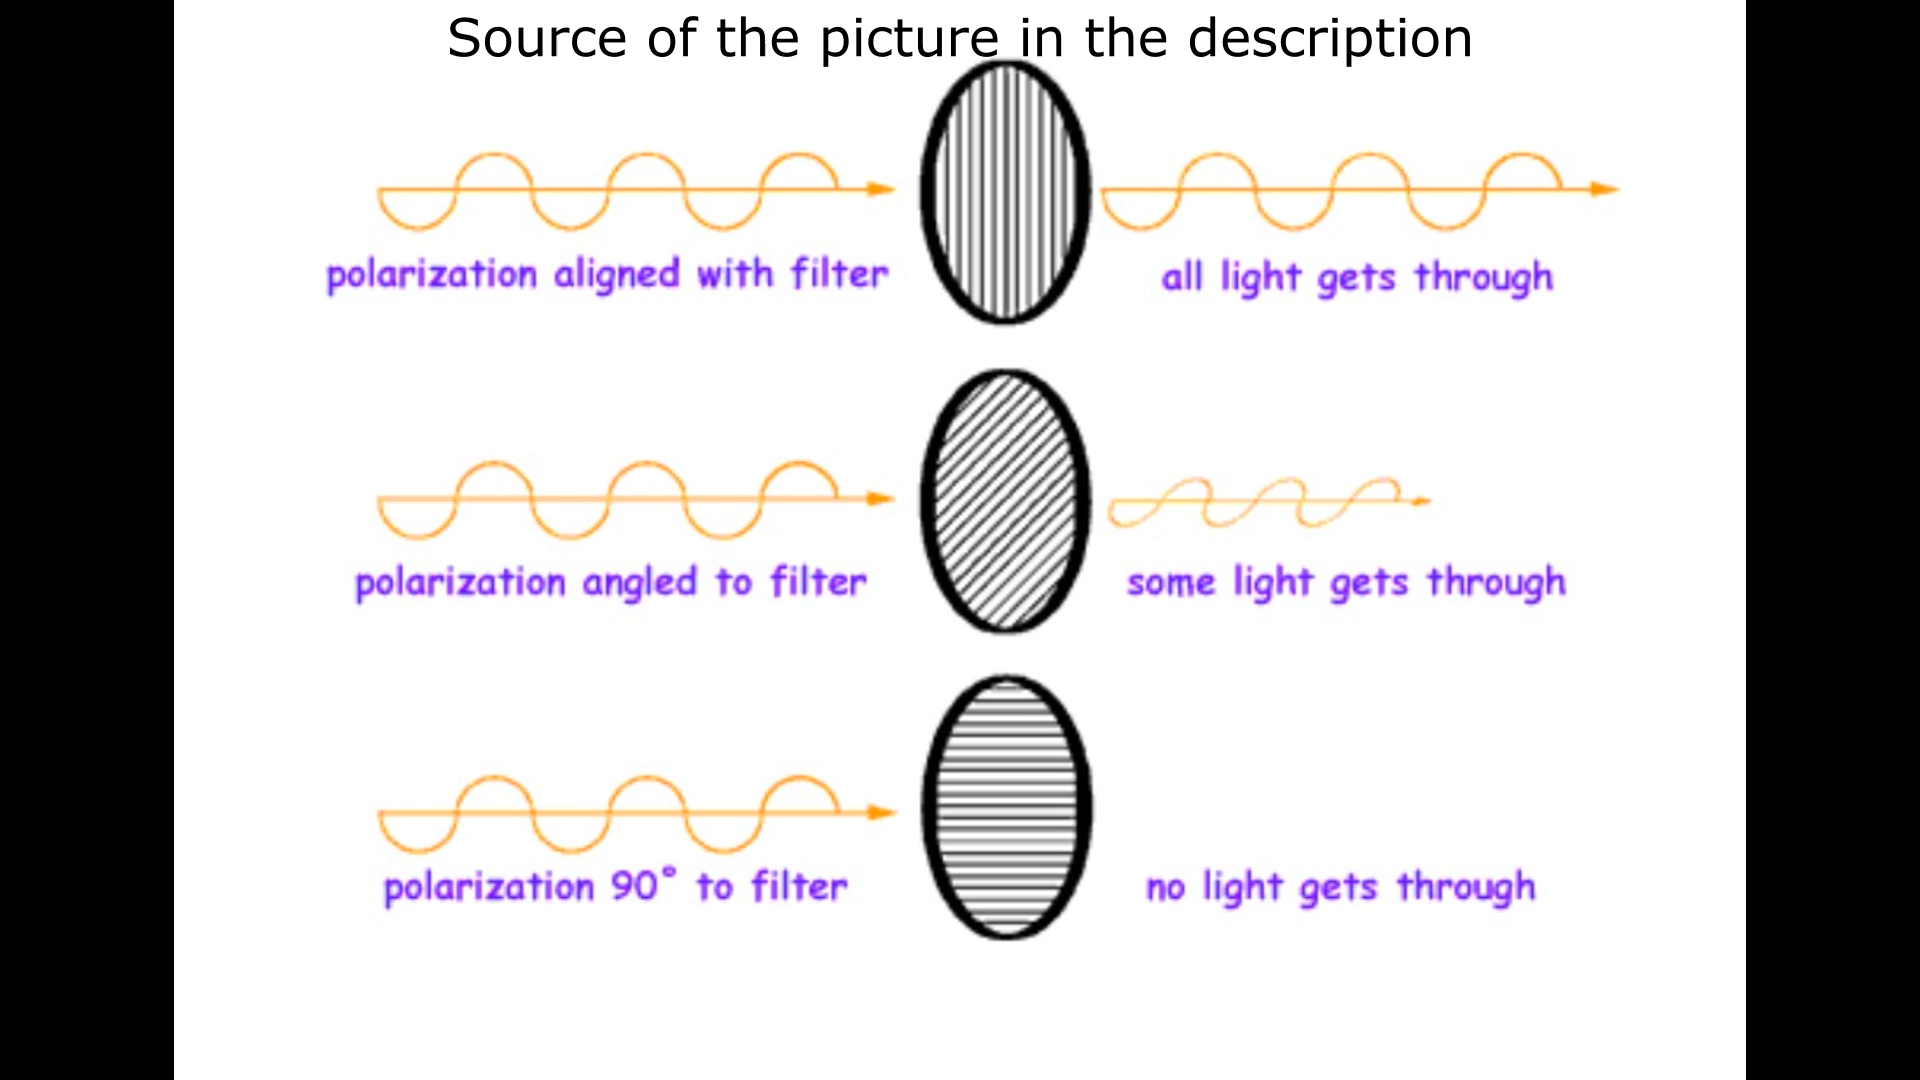 Source of the picture in the description
polarization aligned with filter
all light gets through
polarization angled to filter
some light gets through
polarization 90° to filter
no light gets through